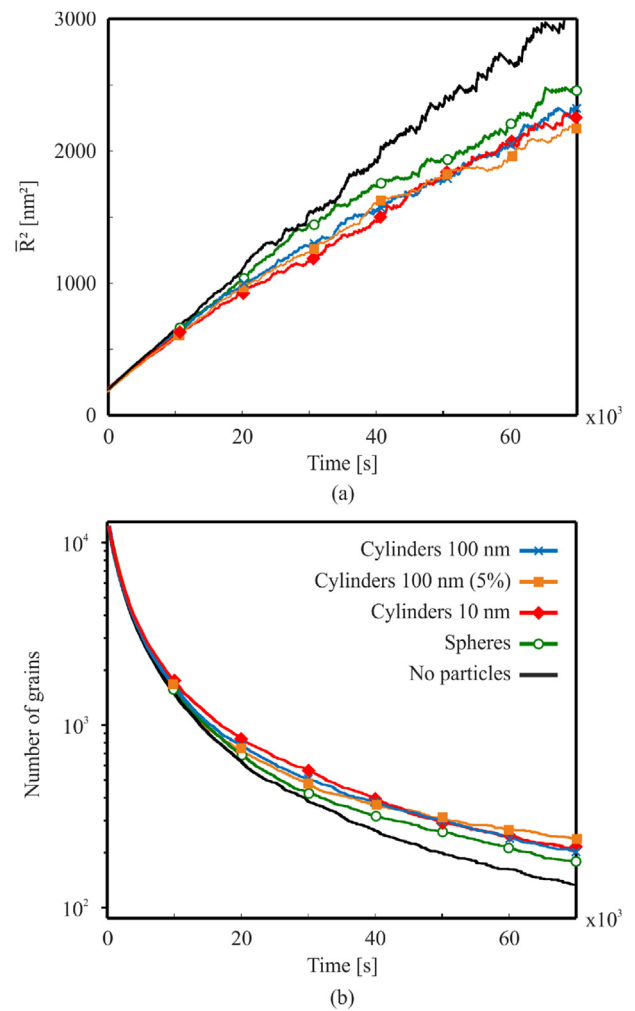 3000
2000
1000
0
R̅² [nm²]
0 20 40 60 x10³
Time [s]
(a)
10⁴
10³
10²
Number of grains
Cylinders 100 nm
Cylinders 100 nm (5%)
Cylinders 10 nm
Spheres
No particles
0 20 40 60 x10³
Time [s]
(b)